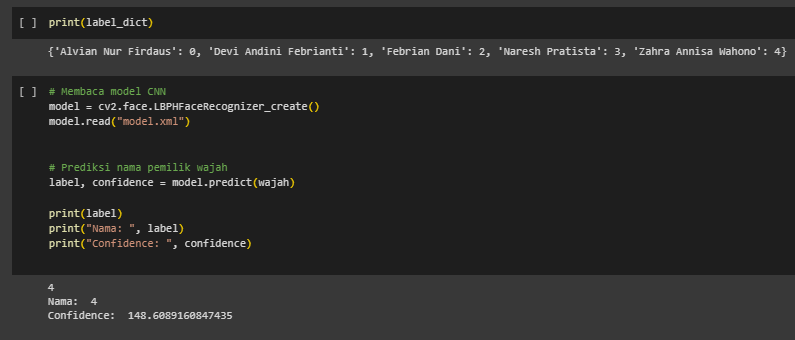 [ ] print(label_dict)
{'Alvian Nur Firdaus': 0, 'Devi Andini Febrianti': 1, 'Febrian Dani': 2, 'Naresh Pratista': 3, 'Zahra Annisa Wahono': 4}
[ ] # Membaca model CNN
model = cv2.face.LBPHFaceRecognizer_create()
model.read("model.xml")
# Prediksi nama pemilik wajah
label, confidence = model.predict(wajah)
print(label)
print("Nama: ", label)
print("Confidence: ", confidence)
4
Nama:  4
Confidence:  148.6089160847435